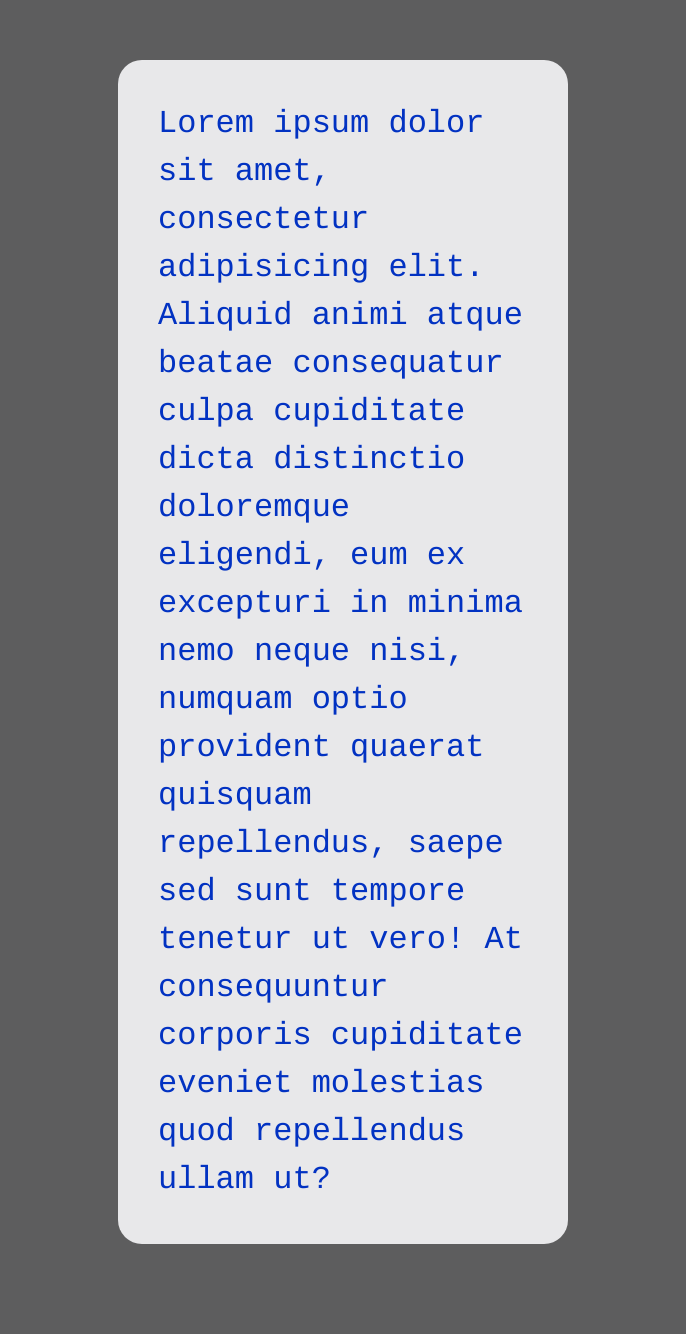 Lorem ipsum dolor
sit amet,
consectetur
adipisicing elit.
Aliquid animi atque
beatae consequatur
culpa cupiditate
dicta distinctio
doloremque
eligendi, eum ex
excepturi in minima
nemo neque nisi,
numquam optio
provident quaerat
quisquam
repellendus, saepe
sed sunt tempore
tenetur ut vero! At
consequuntur
corporis cupiditate
eveniet molestias
quod repellendus
ullam ut?